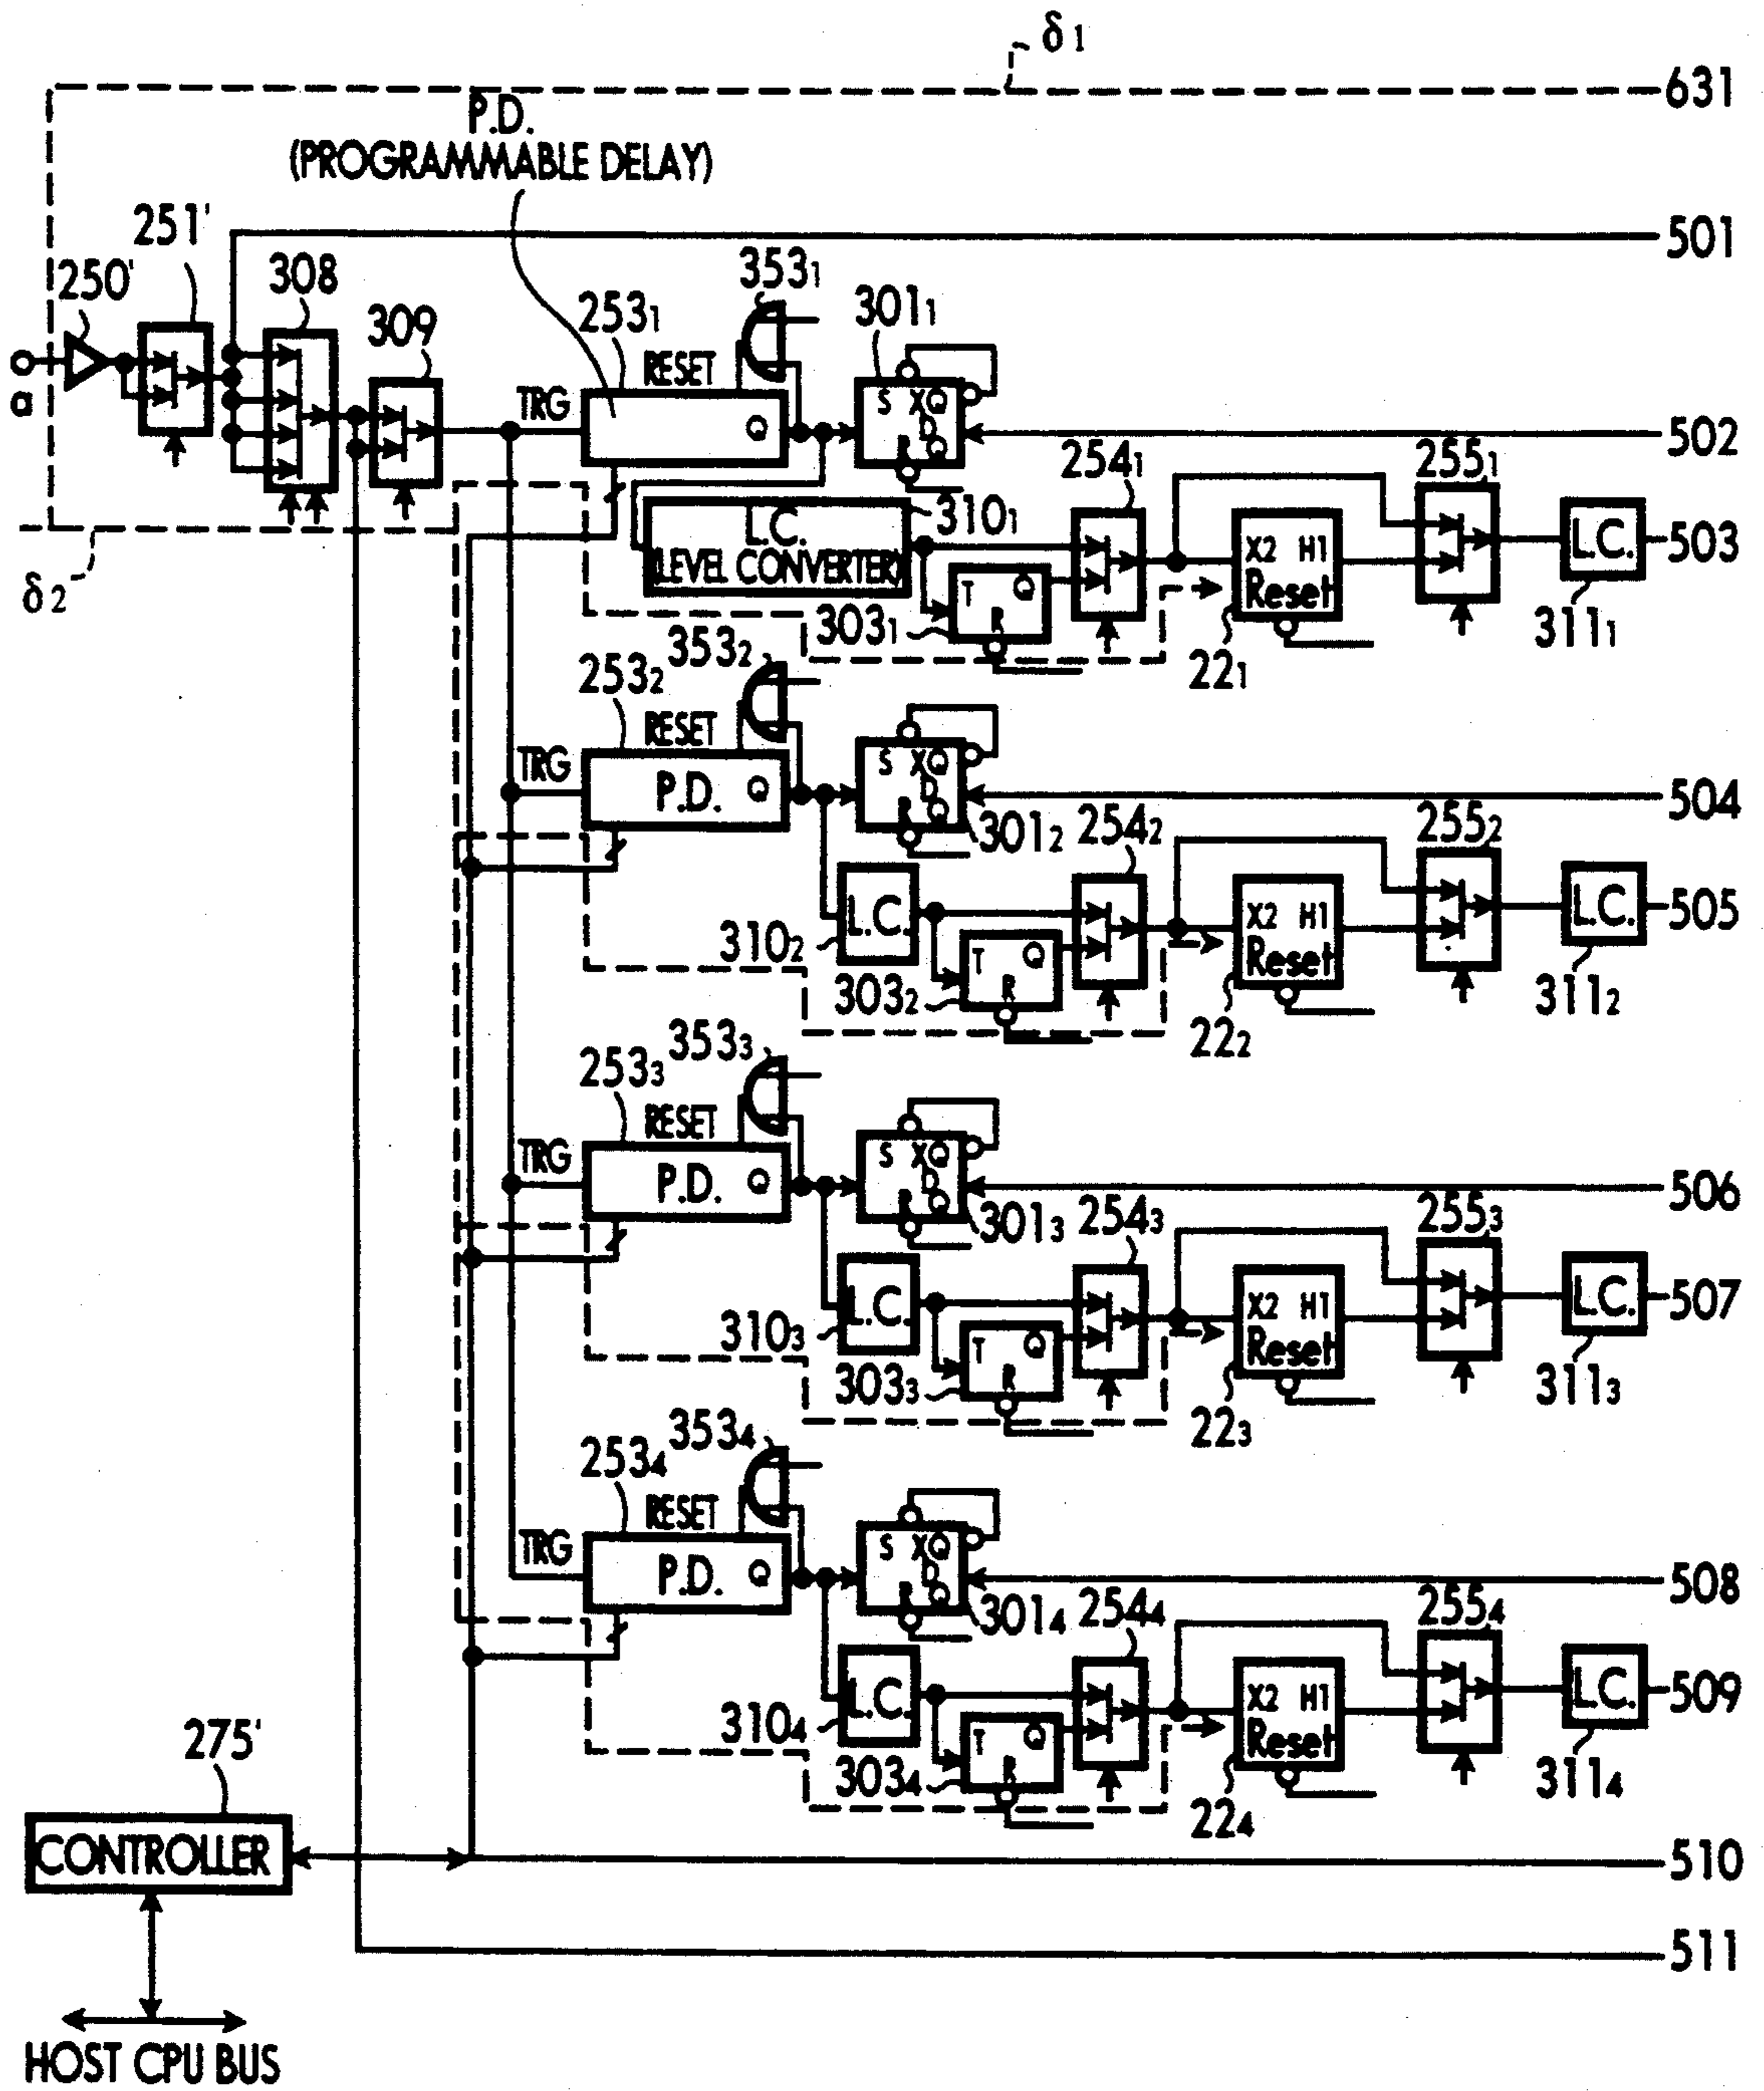 δ1
631
P.D.
(PROGRAMMABLE DELAY)
251'
501
250'
308
309
253₁
353₁
301₁
RESET
a
TRG
Q
S XQ
D
R Q
502
254₁
255₁
310₁
L.C.
(LEVEL CONVERTER)
X2 H1
Reset
L.C.
503
δ2
T Q
R
303₁
22₁
311₁
253₂
353₂
RESET
TRG
P.D. Q
S XQ
D
R Q
504
301₂
254₂
255₂
L.C.
310₂
T Q
R
303₂
X2 H1
Reset
22₂
L.C.
505
311₂
253₃
353₃
RESET
TRG
P.D. Q
S XQ
D
R Q
506
301₃
254₃
255₃
L.C.
310₃
T Q
R
303₃
X2 H1
Reset
22₃
L.C.
507
311₃
253₄
353₄
RESET
TRG
P.D. Q
S XQ
D
R Q
508
301₄
254₄
255₄
L.C.
310₄
T Q
R
303₄
X2 H1
Reset
22₄
L.C.
509
311₄
275'
CONTROLLER
510
511
HOST CPU BUS